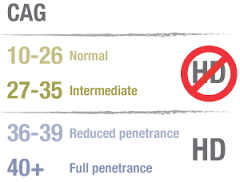 CAG
10-26 Normal
HD
27-35 Intermediate
36-39 Reduced penetrance
HD
40+ Full penetrance